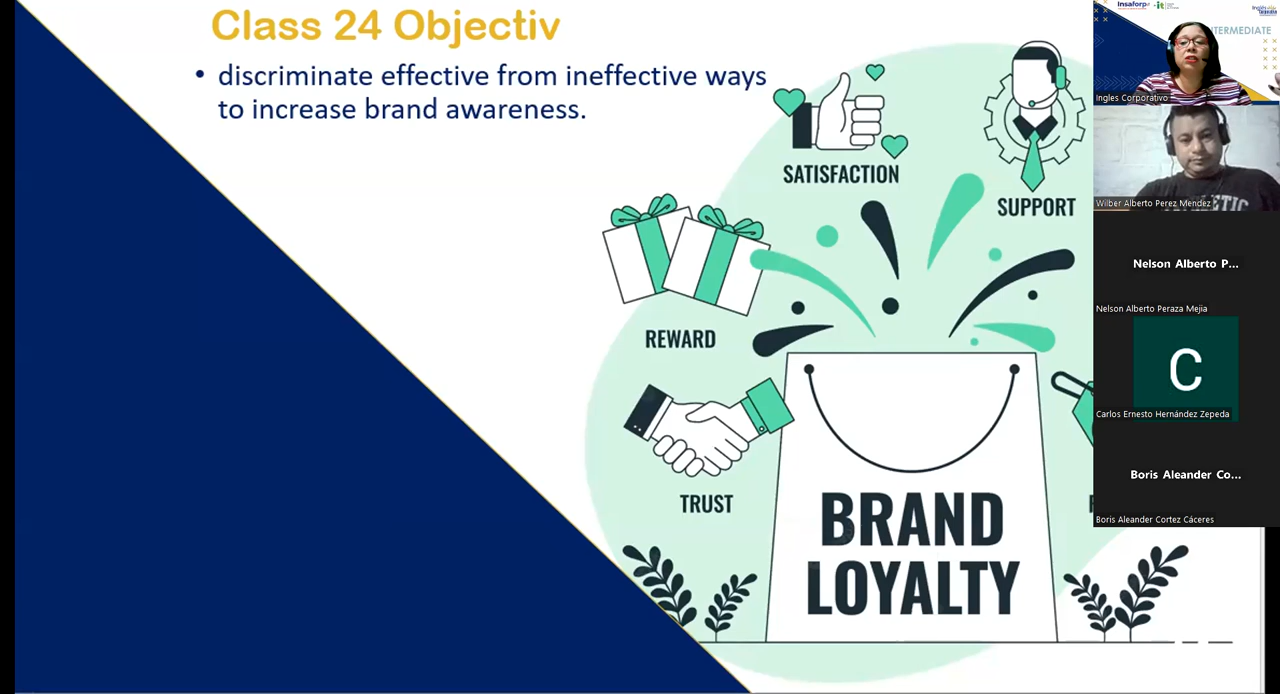 Class 24 Objectiv
• discriminate effective from ineffective ways
to increase brand awareness.
SATISFACTION
SUPPORT
REWARD
TRUST
BRAND
LOYALTY
Insaforp
TERMEDIATE
Ingles Corporativo
Wilber Alberto Perez Mendez
Nelson Alberto P...
Nelson Alberto Peraza Mejia
C
Carlos Ernesto Hernández Zepeda
Boris Aleander Co...
Boris Aleander Cortez Cáceres